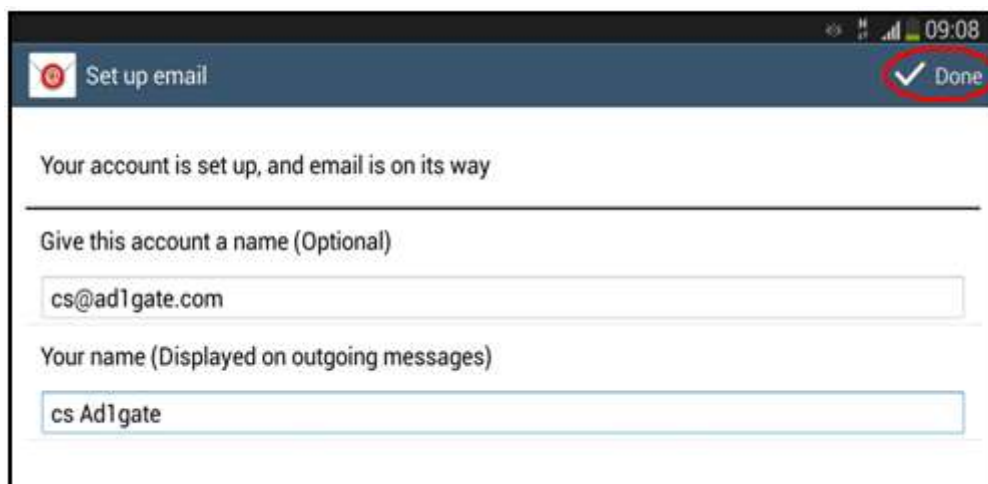 09:08
Set up email
Done
Your account is set up, and email is on its way
Give this account a name (Optional)
cs@ad1gate.com
Your name (Displayed on outgoing messages)
cs Ad1gate